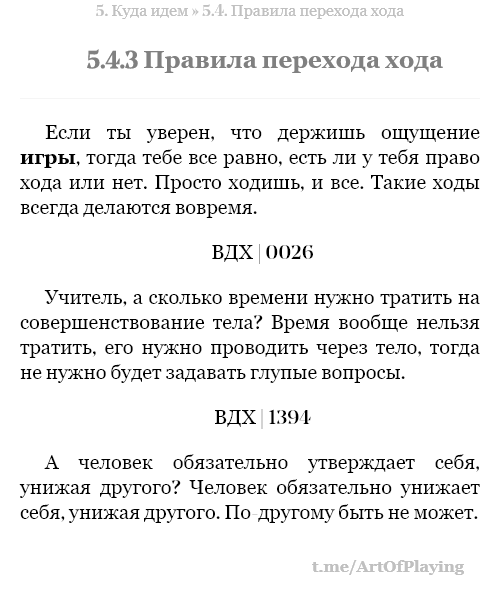 5. Куда идем » 5.4. Правила перехода хода
5.4.3 Правила перехода хода
Если ты уверен, что держишь ощущение
игры, тогда тебе все равно, есть ли у тебя право
хода или нет. Просто ходишь, и все. Такие ходы
всегда делаются вовремя.
ВДХ | 0026
Учитель, а сколько времени нужно тратить на
совершенствование тела? Время вообще нельзя
тратить, его нужно проводить через тело, тогда
не нужно будет задавать глупые вопросы.
ВДХ | 1394
А человек обязательно утверждает себя,
унижая другого? Человек обязательно унижает
себя, унижая другого. По-другому быть не может.
t.me/ArtOfPlaying